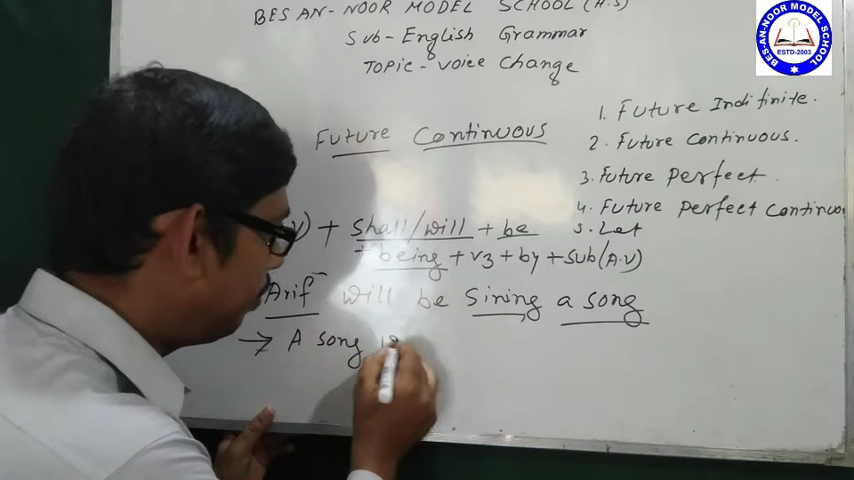 BES AN-NOOR MODEL SCHOOL (H.S)
Sub-English Grammar
TOPIC-Voice Change
Future Continuous
1. Future Indifinite.
2. Future Continuous.
3. Future Perfect.
4. Future Perfect Continuo
5. Let
) + Shall/will + be
+ being + v3 + by + Sub(A.V)
Arif will be Sining a song
→ A song w
BES-AN-NOOR MODEL SCHOOL
ESTD-2003